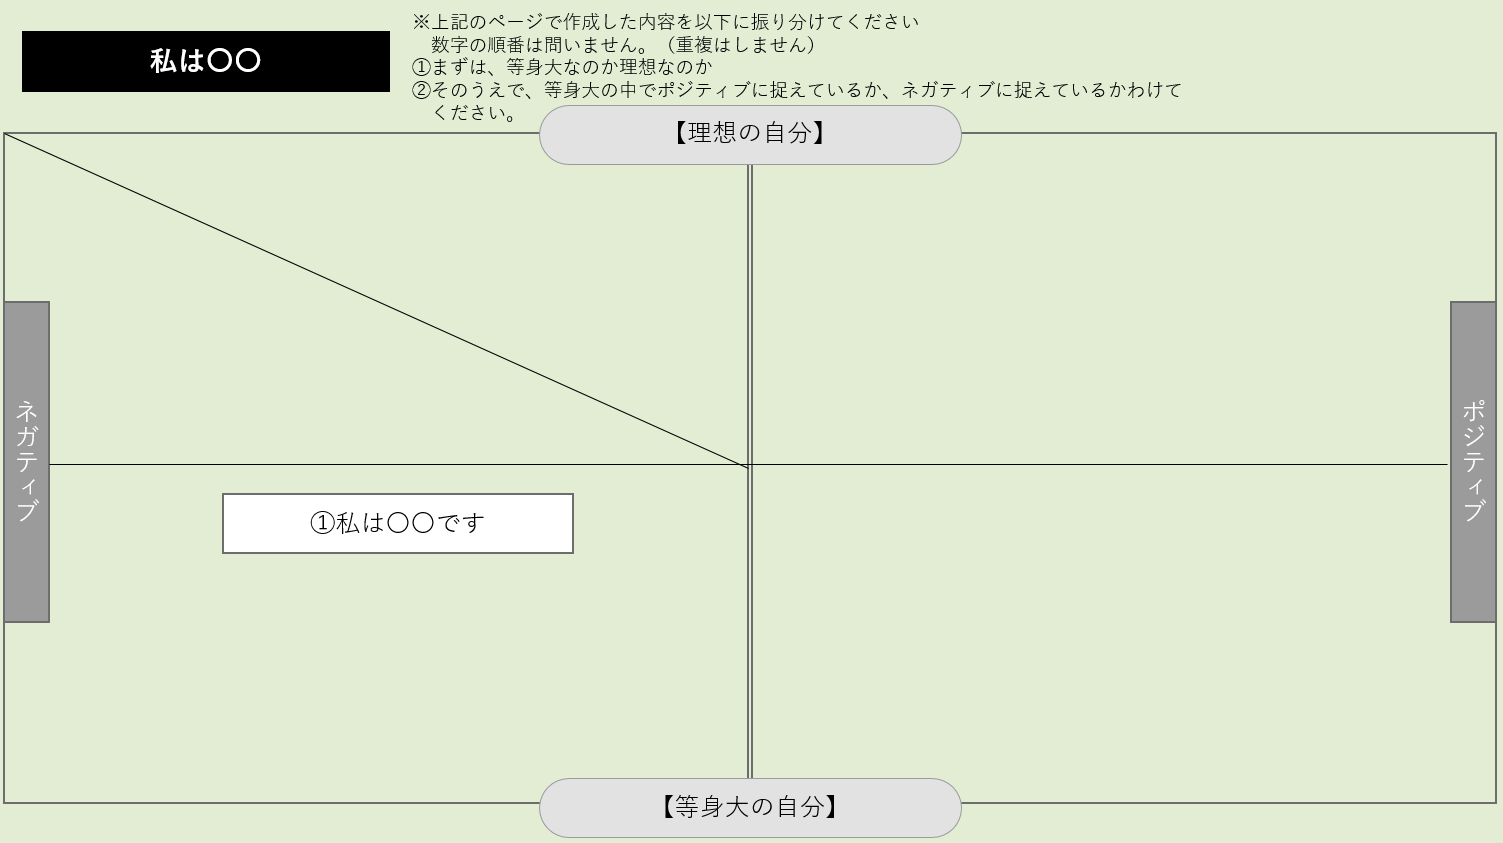 私は〇〇
※上記のページで作成した内容を以下に振り分けてください
数字の順番は問いません。（重複はしません）
①まずは、等身大なのか理想なのか
②そのうえで、等身大の中でポジティブに捉えているか、ネガティブに捉えているかわけて
ください。
【理想の自分】
ネガティブ
ポジティブ
①私は〇〇です
【等身大の自分】